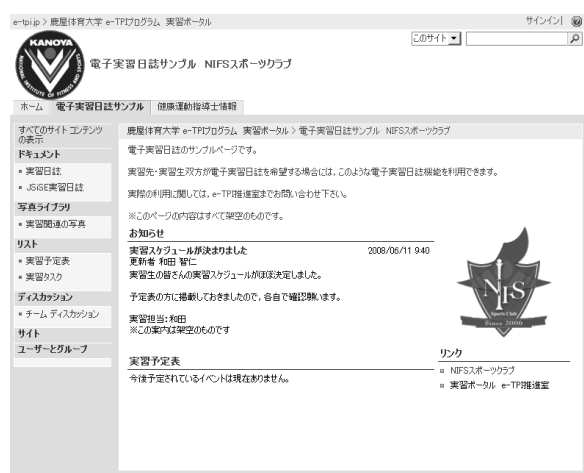 e-tpi.jp > 鹿屋体育大学 e-TPIプログラム 実習ポータル
サインイン
このサイト
KANOYA
電子実習日誌サンプル NIFSスポーツクラブ
ホーム 電子実習日誌サンプル 健康運動指導士情報
すべてのサイト コンテンツの表示
ドキュメント
実習日誌
JSISE実習日誌
写真ライブラリ
実習関連の写真
リスト
実習予定表
実習タスク
ディスカッション
チーム ディスカッション
サイト
ユーザーとグループ
鹿屋体育大学 e-TPIプログラム 実習ポータル > 電子実習日誌サンプル NIFSスポーツクラブ
電子実習日誌のサンプルページです。
実習先・実習生双方が電子実習日誌を希望する場合には、このような電子実習日誌機能を利用できます。
実際の利用に関しては、e-TPI推進室までお問い合わせ下さい。
※このページの内容はすべて架空のものです。
お知らせ
実習スケジュールが決まりました 2008/06/11 9:40
更新者 和田 智仁
実習生の皆さんの実習スケジュールがほぼ決定しました。
予定表の方に掲載しておきましたので、各自で確認願います。
実習担当:和田
※この案内は架空のものです
NIFS
Sports Club
Since 2006
実習予定表
今後予定されているイベントは現在ありません。
リンク
NIFSスポーツクラブ
実習ポータル e-TPI推進室